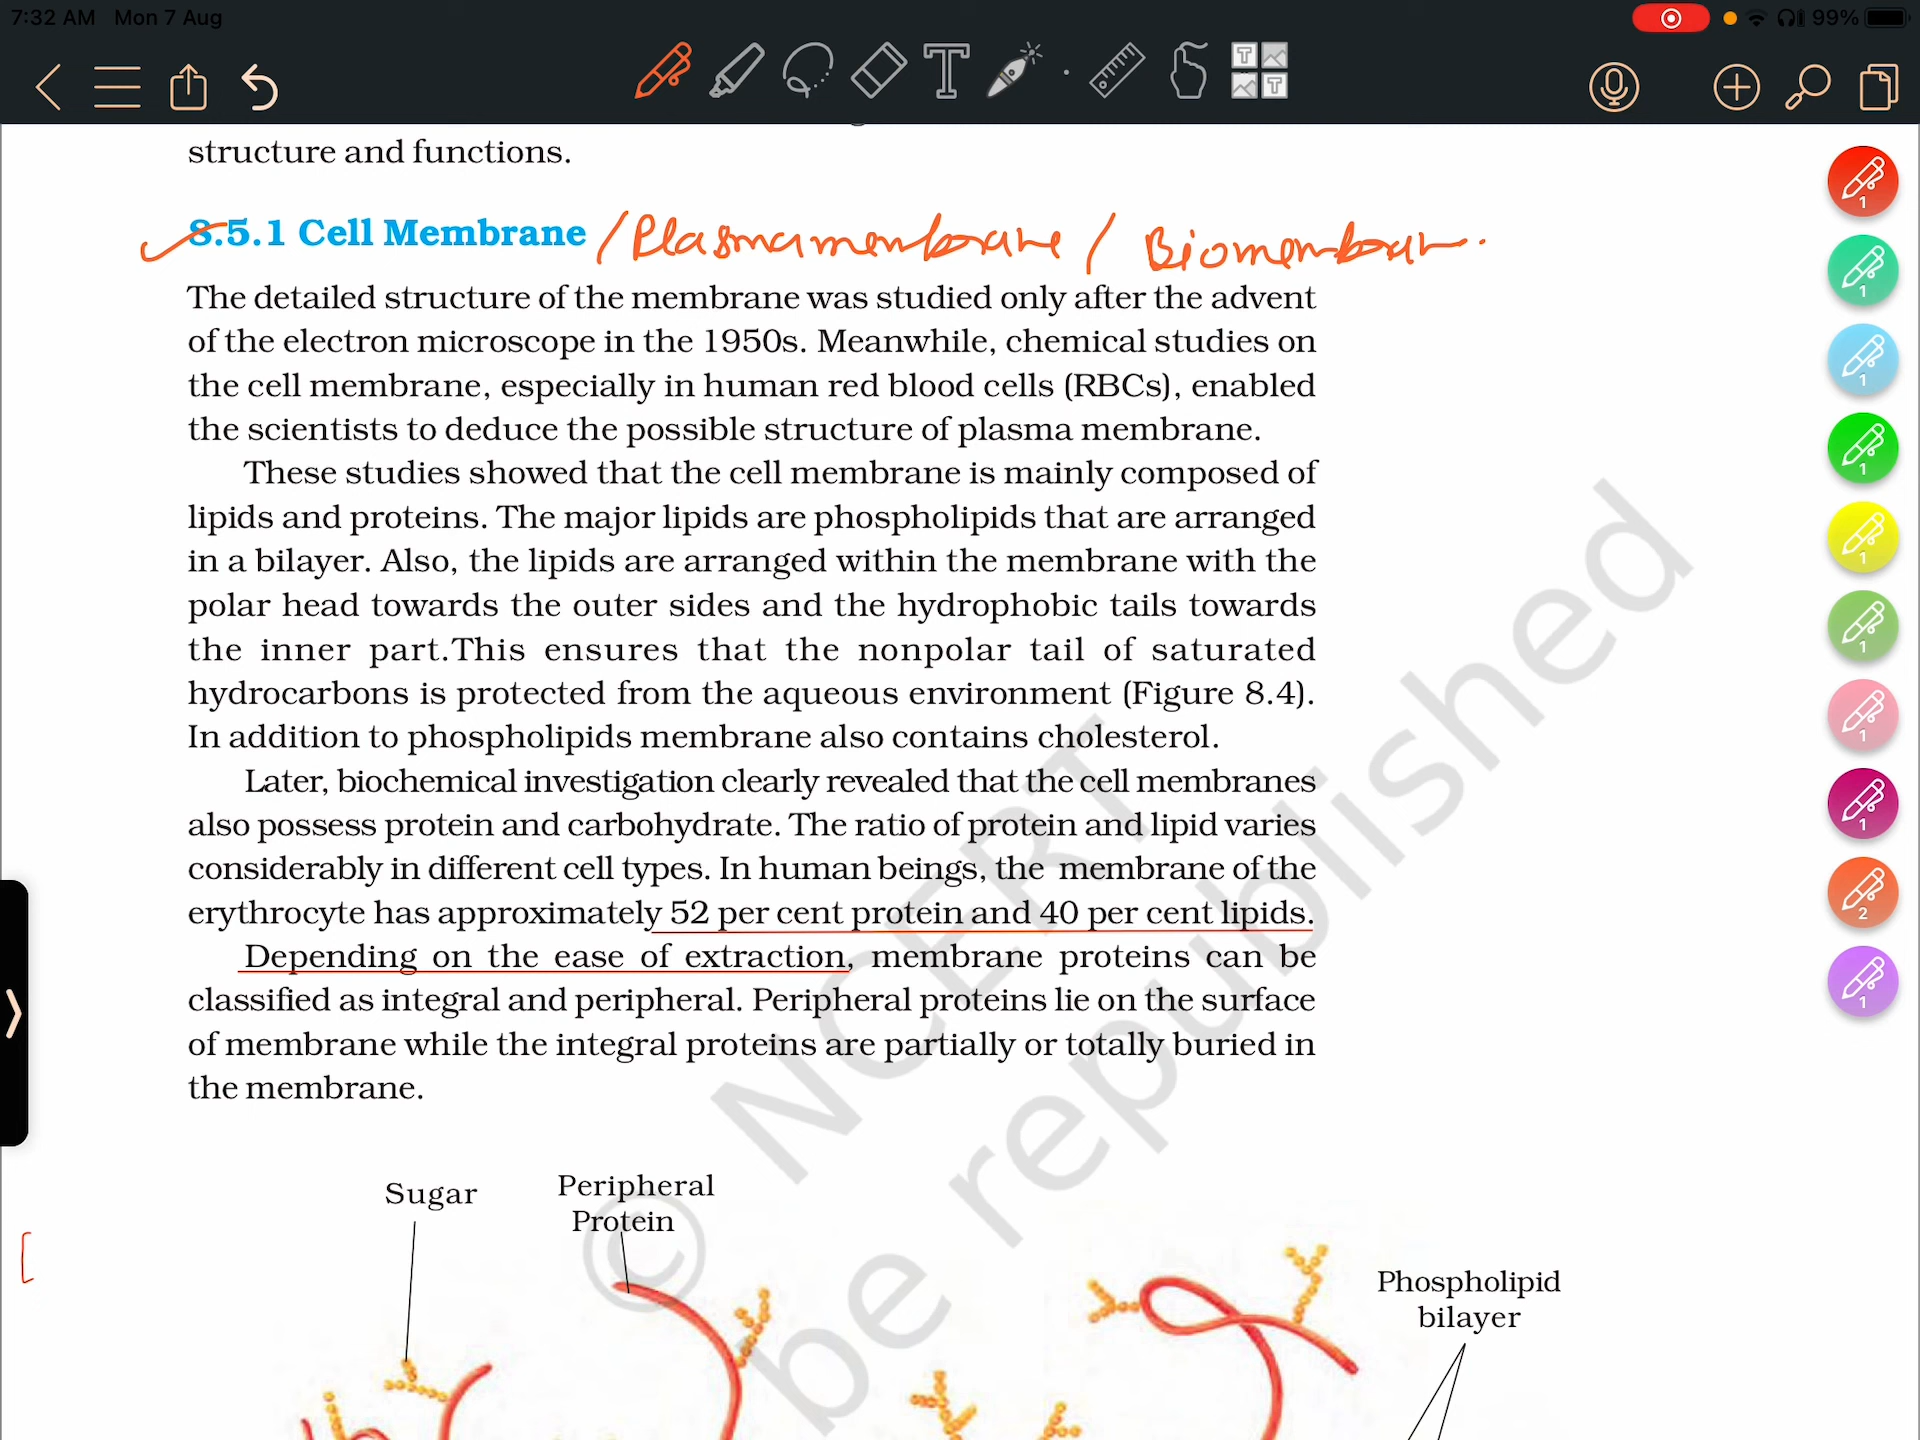 7:32 AM Mon 7 Aug
99%
structure and functions.
8.5.1 Cell Membrane /Plasmamembrane / Biomembran.
The detailed structure of the membrane was studied only after the advent
of the electron microscope in the 1950s. Meanwhile, chemical studies on
the cell membrane, especially in human red blood cells (RBCs), enabled
the scientists to deduce the possible structure of plasma membrane.
These studies showed that the cell membrane is mainly composed of
lipids and proteins. The major lipids are phospholipids that are arranged
in a bilayer. Also, the lipids are arranged within the membrane with the
polar head towards the outer sides and the hydrophobic tails towards
the inner part.This ensures that the nonpolar tail of saturated
hydrocarbons is protected from the aqueous environment (Figure 8.4).
In addition to phospholipids membrane also contains cholesterol.
Later, biochemical investigation clearly revealed that the cell membranes
also possess protein and carbohydrate. The ratio of protein and lipid varies
considerably in different cell types. In human beings, the membrane of the
erythrocyte has approximately 52 per cent protein and 40 per cent lipids.
Depending on the ease of extraction, membrane proteins can be
classified as integral and peripheral. Peripheral proteins lie on the surface
of membrane while the integral proteins are partially or totally buried in
the membrane.
Sugar
Peripheral
Protein
Phospholipid
bilayer
© NCERT
be republished
1
1
1
1
1
1
1
1
2
1